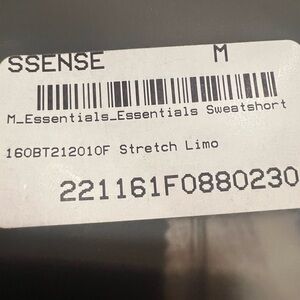 SSENSE M
M_Essentials_Essentials Sweatshort
160BT212010F Stretch Limo
221161F0880230